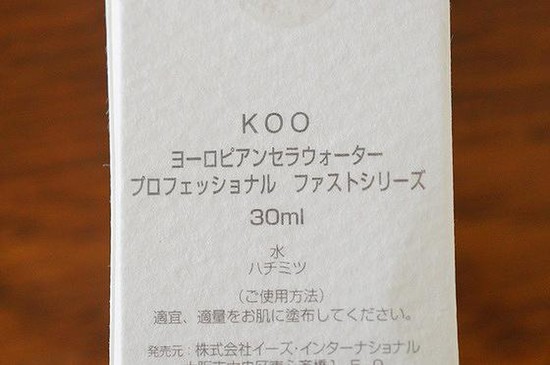 KOO
ヨーロピアンセラウォーター
プロフェッショナル ファストシリーズ
30ml
水
ハチミツ
（ご使用方法）
適宜、適量をお肌に塗布してください。
発売元：株式会社イーズ・インターナショナル